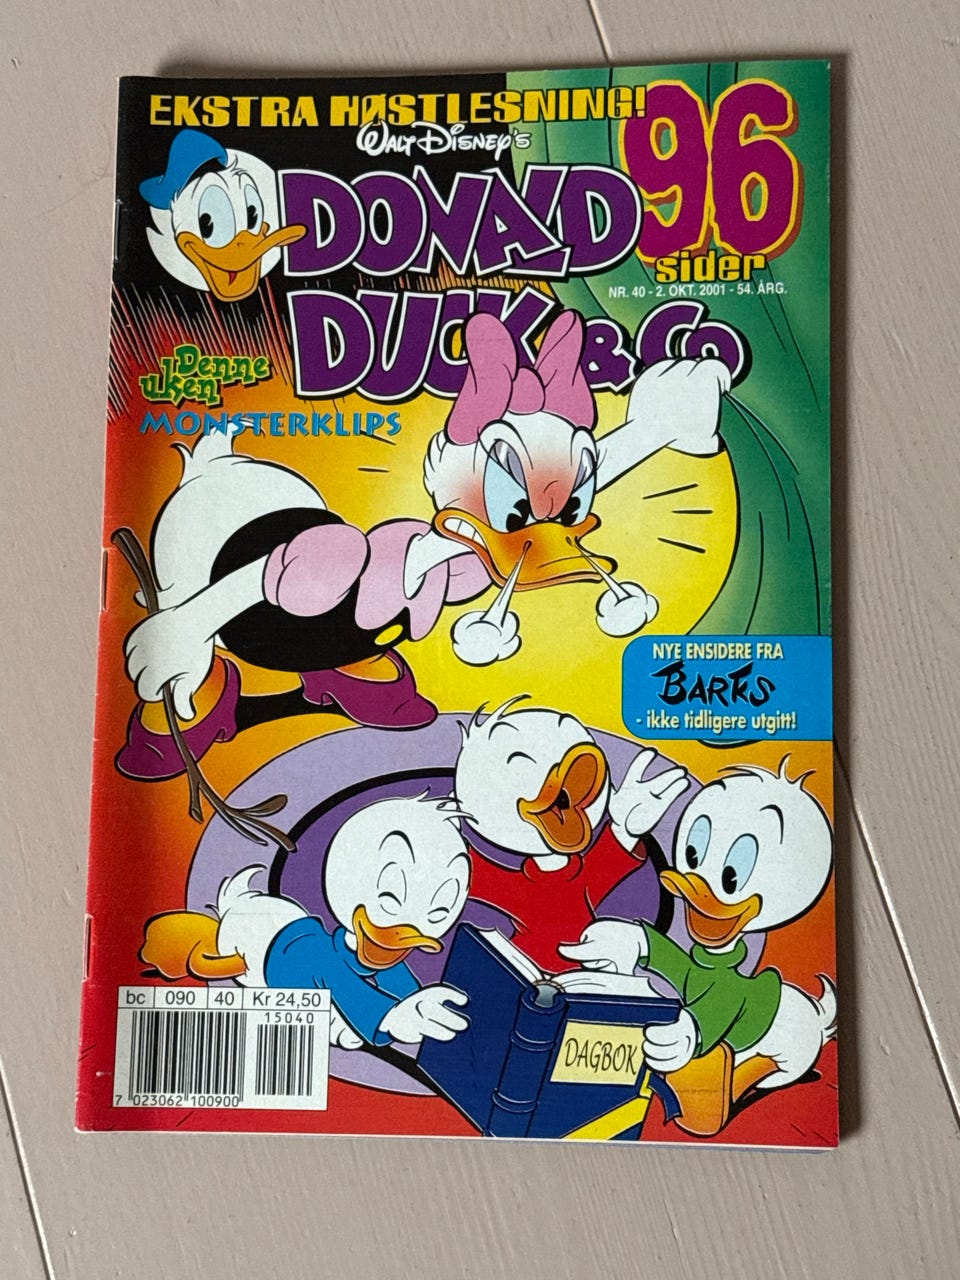 EKSTRA HØSTLESNING!
WALT DISNEY'S
DONALD
DUCK & Co
96
sider
NR. 40 - 2. OKT. 2001 - 54. ÅRG.
Denne
uken
MONSTERKLIPS
NYE ENSIDERE FRA
BARKS
- ikke tidligere utgitt!
DAGBOK
bc 090 40 Kr 24,50
15040
7 023062 100900